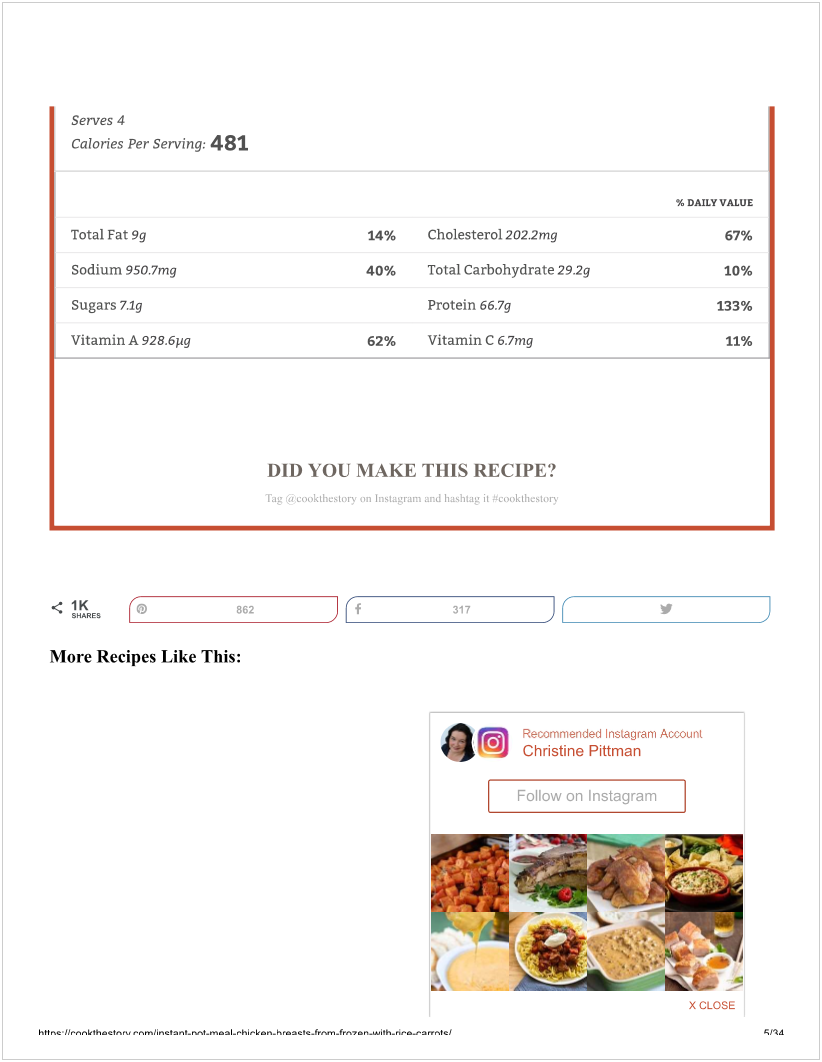 Serves 4
Calories Per Serving: 481
% DAILY VALUE
Total Fat 9g 14% Cholesterol 202.2mg 67%
Sodium 950.7mg 40% Total Carbohydrate 29.2g 10%
Sugars 7.1g Protein 66.7g 133%
Vitamin A 928.6µg 62% Vitamin C 6.7mg 11%
DID YOU MAKE THIS RECIPE?
Tag @cookthestory on Instagram and hashtag it #cookthestory
1K
SHARES
862 317
More Recipes Like This:
Recommended Instagram Account
Christine Pittman
Follow on Instagram
X CLOSE
https://cookthestory.com/instant-pot-meal-chicken-breasts-from-frozen-with-rice-carrots/ 5/34